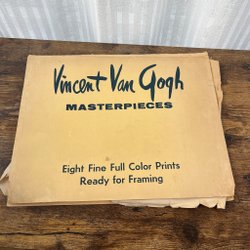 Vincent Van Gogh
MASTERPIECES
Eight Fine Full Color Prints
Ready for Framing